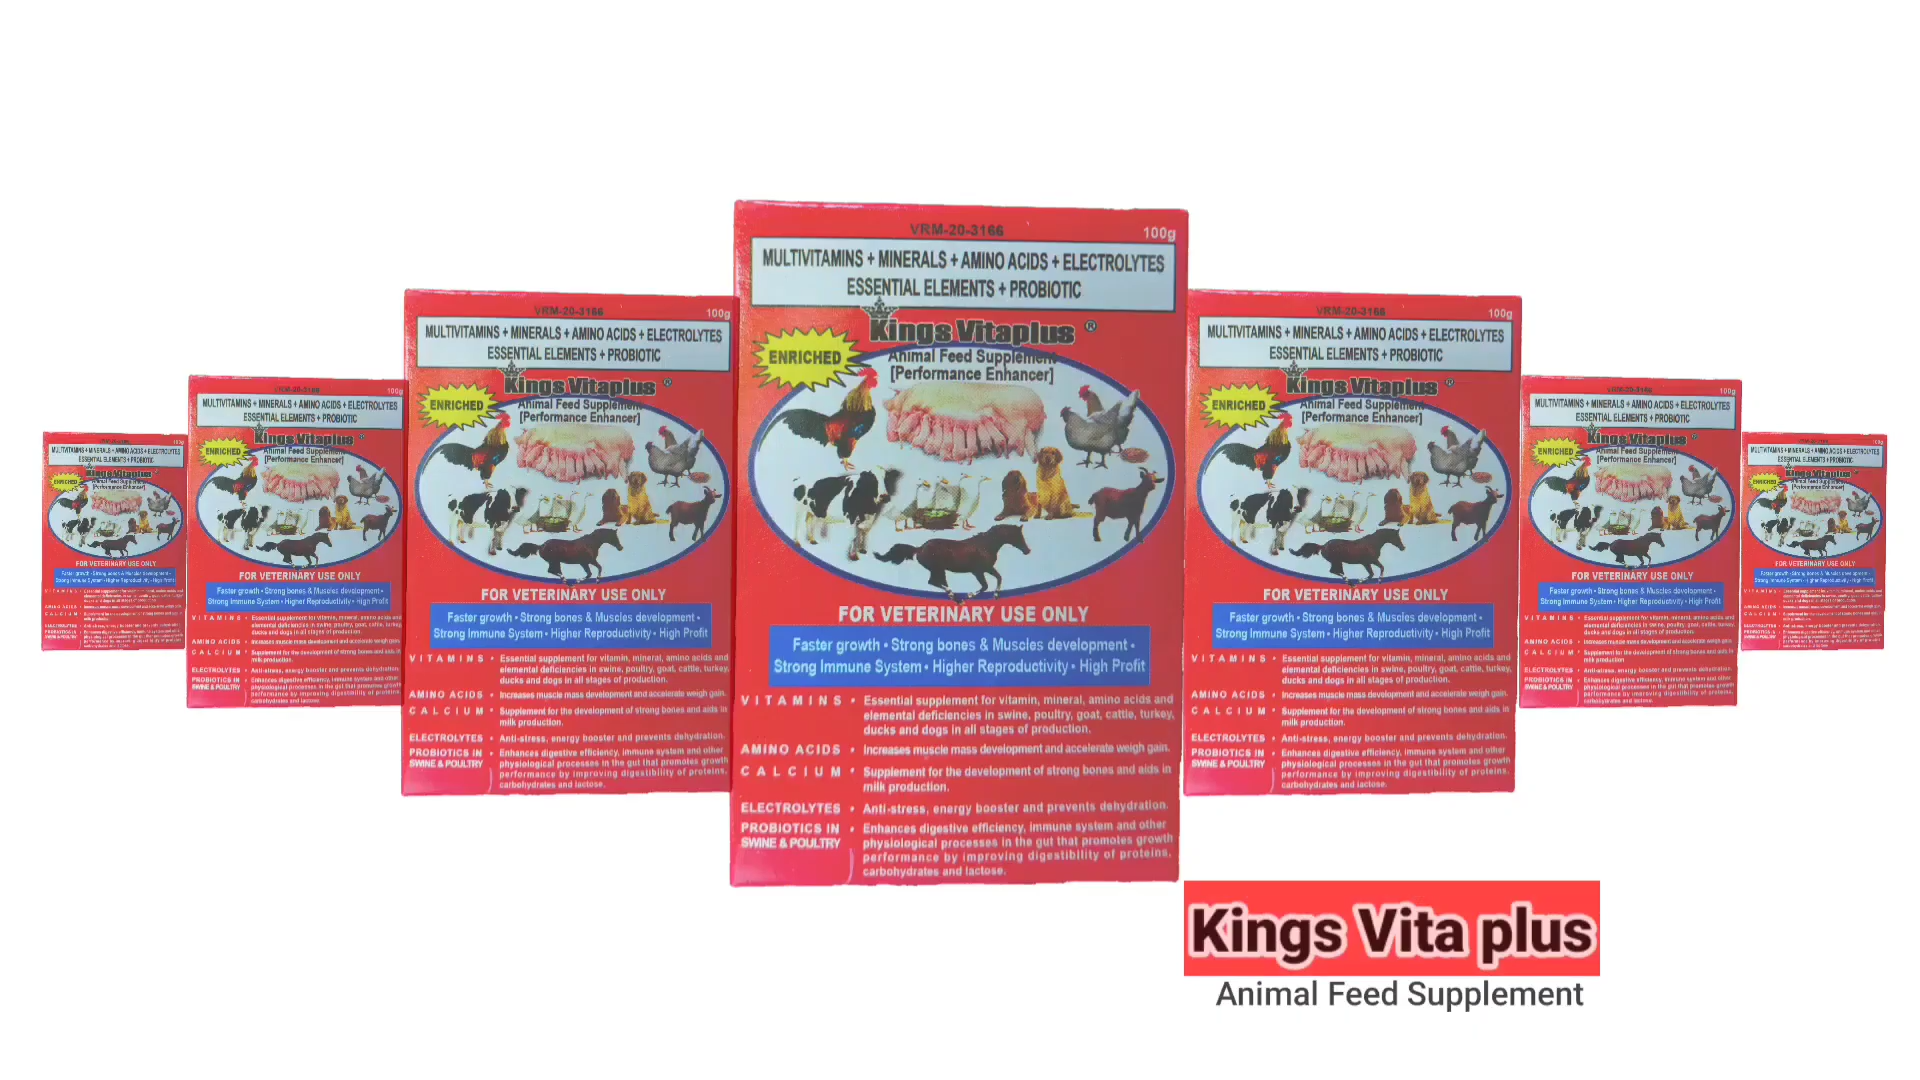 VRM-20-3166 100g
MULTIVITAMINS + MINERALS + AMINO ACIDS + ELECTROLYTES
ESSENTIAL ELEMENTS + PROBIOTIC
Kings Vitaplus ®
ENRICHED
Animal Feed Supplement
[Performance Enhancer]
FOR VETERINARY USE ONLY
Faster growth • Strong bones & Muscles development •
Strong Immune System • Higher Reproductivity • High Profit
VITAMINS • Essential supplement for vitamin, mineral, amino acids and
elemental deficiencies in swine, poultry, goat, cattle, turkey,
ducks and dogs in all stages of production.
AMINO ACIDS • Increases muscle mass development and accelerate weigh gain.
CALCIUM • Supplement for the development of strong bones and aids in
milk production.
ELECTROLYTES • Anti-stress, energy booster and prevents dehydration.
PROBIOTICS IN • Enhances digestive efficiency, immune system and other
SWINE & POULTRY physiological processes in the gut that promotes growth
performance by improving digestibility of proteins,
carbohydrates and lactose.
Kings Vita plus
Animal Feed Supplement